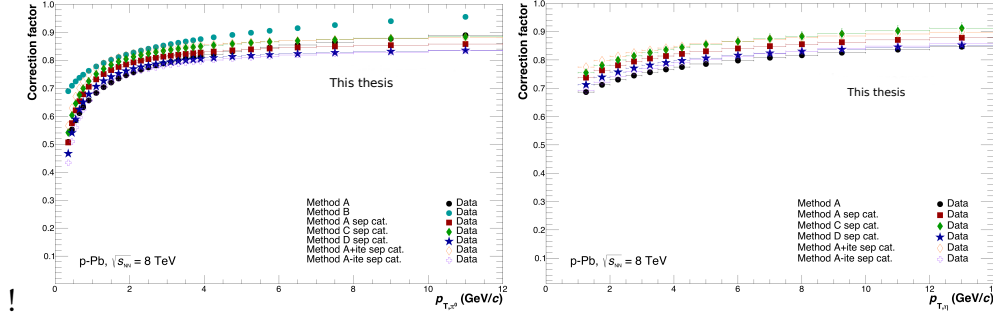 Correction factor
1
0.9
0.8
0.7
0.6
0.5
0.4
0.3
0.2
0.1
This thesis
Method A Data
Method B Data
Method A sep cat. Data
Method C sep cat. Data
Method D sep cat. Data
Method A+ite sep cat. Data
Method A-ite sep cat. Data
p-Pb, √sNN = 8 TeV
0 2 4 6 8 10 12
pT,π⁰ (GeV/c)
Correction factor
1
0.9
0.8
0.7
0.6
0.5
0.4
0.3
0.2
0.1
This thesis
Method A Data
Method A sep cat. Data
Method C sep cat. Data
Method D sep cat. Data
Method A+ite sep cat. Data
Method A-ite sep cat. Data
p-Pb, √sNN = 8 TeV
0 2 4 6 8 10 12 14
pT,η (GeV/c)
!